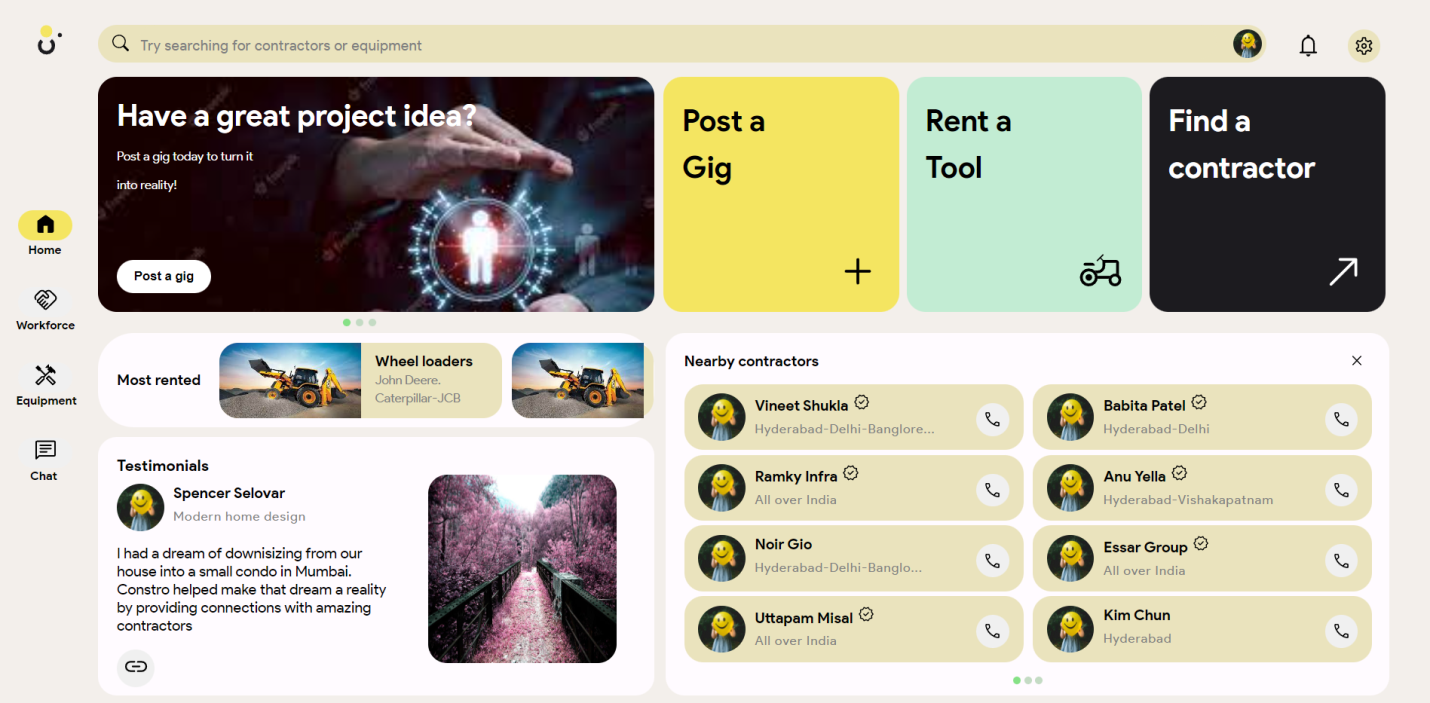 Try searching for contractors or equipment
Have a great project idea?
Post a gig today to turn it
into reality!
Post a gig
Post a
Gig
Rent a
Tool
Find a
contractor
Home
Workforce
Equipment
Chat
Most rented
Wheel loaders
John Deere.
Caterpillar-JCB
Testimonials
Spencer Selovar
Modern home design
I had a dream of downisizing from our
house into a small condo in Mumbai.
Constro helped make that dream a reality
by providing connections with amazing
contractors
Nearby contractors
Vineet Shukla
Hyderabad-Delhi-Banglore...
Babita Patel
Hyderabad-Delhi
Ramky Infra
All over India
Anu Yella
Hyderabad-Vishakapatnam
Noir Gio
Hyderabad-Delhi-Banglo...
Essar Group
All over India
Uttapam Misal
All over India
Kim Chun
Hyderabad